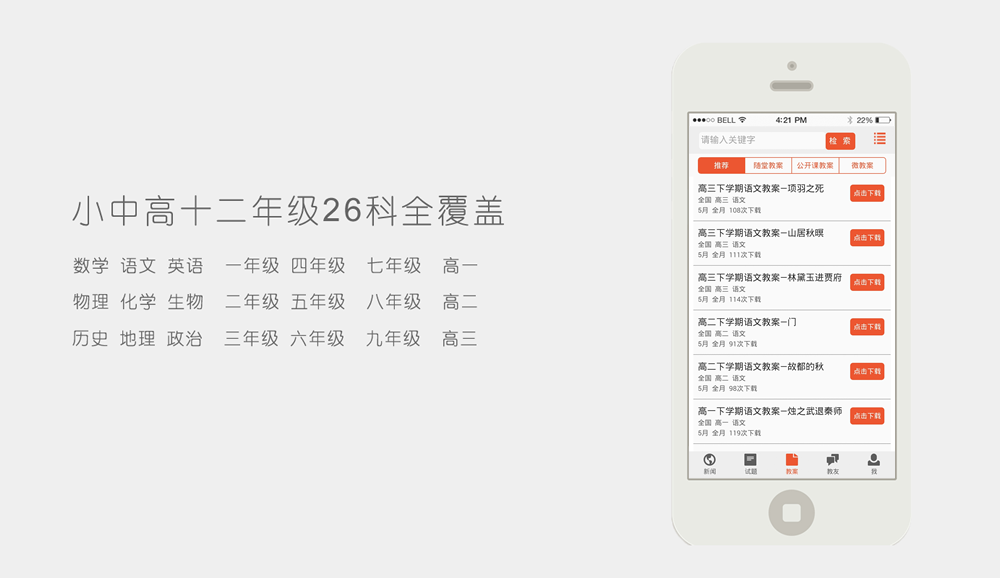 小中高十二年级26科全覆盖
数学 语文 英语 一年级 四年级 七年级 高一
物理 化学 生物 二年级 五年级 八年级 高二
历史 地理 政治 三年级 六年级 九年级 高三
BELL 4:21 PM 22%
请输入关键字 检 索
推荐 随堂教案 公开课教案 微教案
高三下学期语文教案—项羽之死
全国 高三 语文
5月 全月 108次下载
点击下载
高三下学期语文教案—山居秋暝
全国 高三 语文
5月 全月 111次下载
点击下载
高三下学期语文教案—林黛玉进贾府
全国 高三 语文
5月 全月 114次下载
点击下载
高二下学期语文教案—门
全国 高二 语文
5月 全月 91次下载
点击下载
高二下学期语文教案—故都的秋
全国 高二 语文
5月 全月 98次下载
点击下载
高一下学期语文教案—烛之武退秦师
全国 高一 语文
5月 全月 119次下载
点击下载
新闻 试题 教案 教友 我